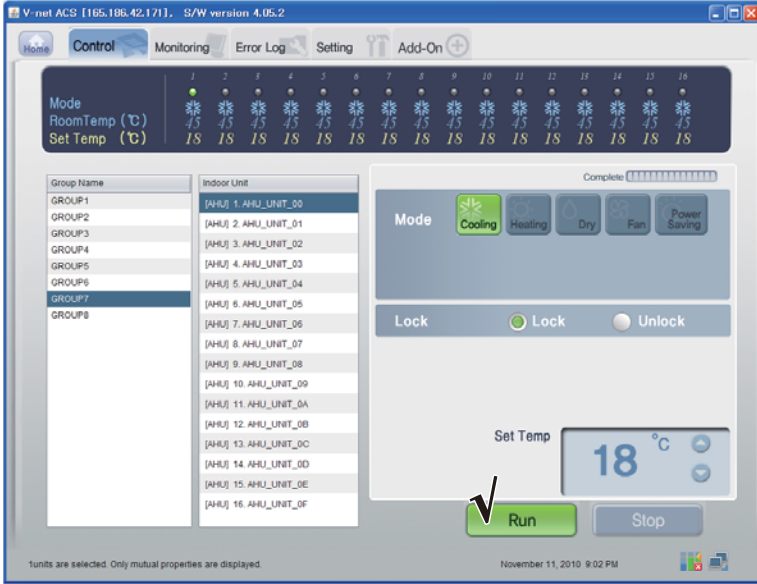 V-net ACS [165.186.42.171], S/W version 4.05.2
Home Control Monitoring Error Log Setting Add-On
1 2 3 4 5 6 7 8 9 10 11 12 13 14 15 16
Mode
RoomTemp (℃) 45 45 45 45 45 45 45 45 45 45 45 45 45 45 45 45
Set Temp (℃) 18 18 18 18 18 18 18 18 18 18 18 18 18 18 18 18
Group Name
GROUP1
GROUP2
GROUP3
GROUP4
GROUP5
GROUP6
GROUP7
GROUP8
Indoor Unit
[AHU] 1. AHU_UNIT_00
[AHU] 2. AHU_UNIT_01
[AHU] 3. AHU_UNIT_02
[AHU] 4. AHU_UNIT_03
[AHU] 5. AHU_UNIT_04
[AHU] 6. AHU_UNIT_05
[AHU] 7. AHU_UNIT_06
[AHU] 8. AHU_UNIT_07
[AHU] 9. AHU_UNIT_08
[AHU] 10. AHU_UNIT_09
[AHU] 11. AHU_UNIT_0A
[AHU] 12. AHU_UNIT_0B
[AHU] 13. AHU_UNIT_0C
[AHU] 14. AHU_UNIT_0D
[AHU] 15. AHU_UNIT_0E
[AHU] 16. AHU_UNIT_0F
Complete
Mode Cooling Heating Dry Fan Power Saving
Lock Lock Unlock
Set Temp 18 °C
Run Stop
1units are selected. Only mutual properties are displayed. November 11, 2010 9:02 PM